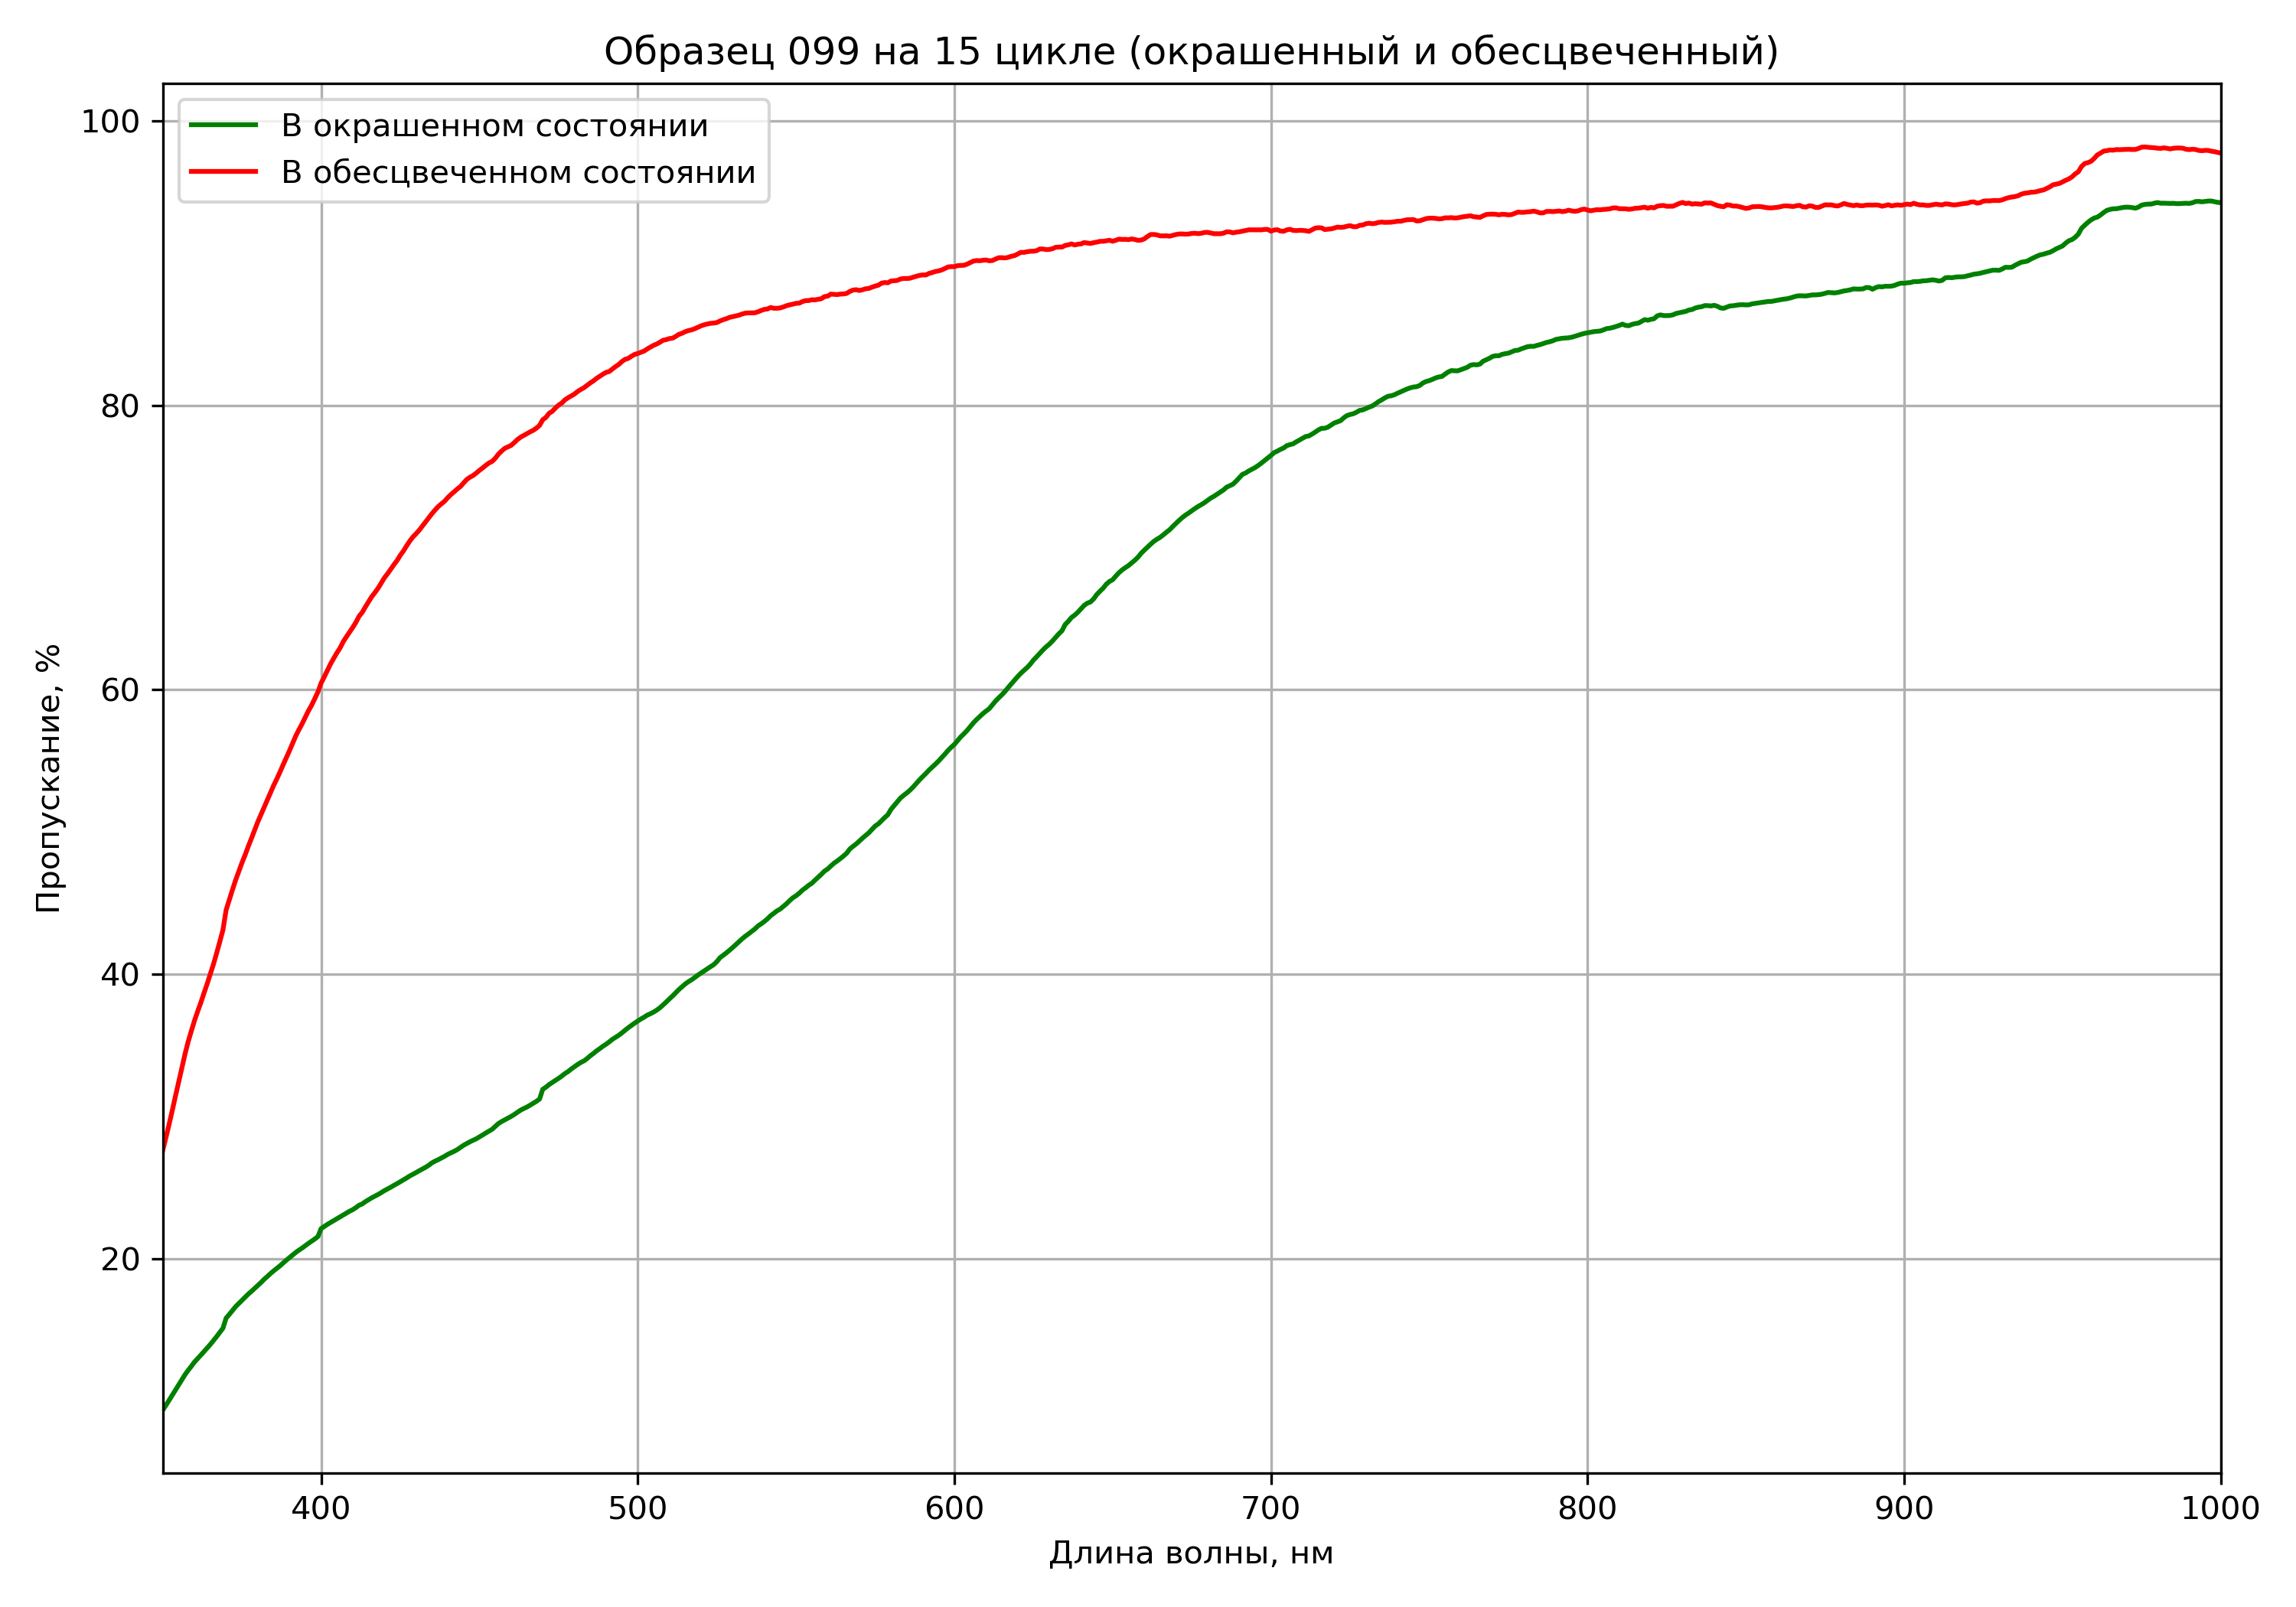 Образец 099 на 15 цикле (окрашенный и обесцвеченный)
В окрашенном состоянии
В обесцвеченном состоянии
100
80
60
40
20
Пропускание, %
400 500 600 700 800 900 1000
Длина волны, нм